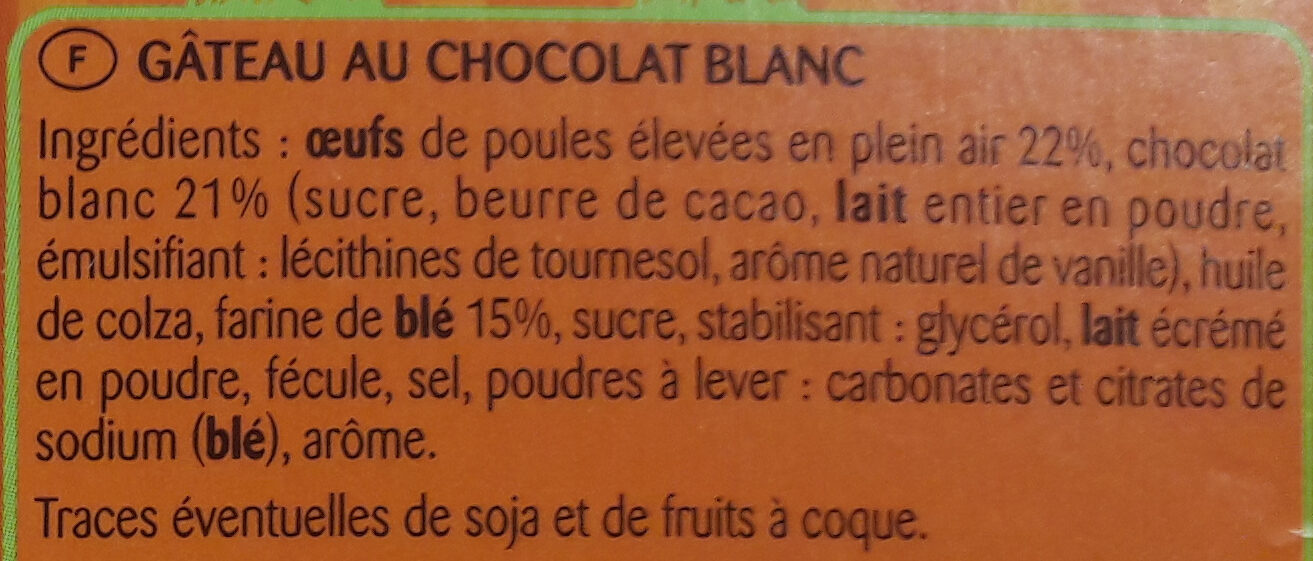 F GÂTEAU AU CHOCOLAT BLANC
Ingrédients : œufs de poules élevées en plein air 22%, chocolat
blanc 21% (sucre, beurre de cacao, lait entier en poudre,
émulsifiant : lécithines de tournesol, arôme naturel de vanille), huile
de colza, farine de blé 15%, sucre, stabilisant : glycérol, lait écrémé
en poudre, fécule, sel, poudres à lever : carbonates et citrates de
sodium (blé), arôme.
Traces éventuelles de soja et de fruits à coque.